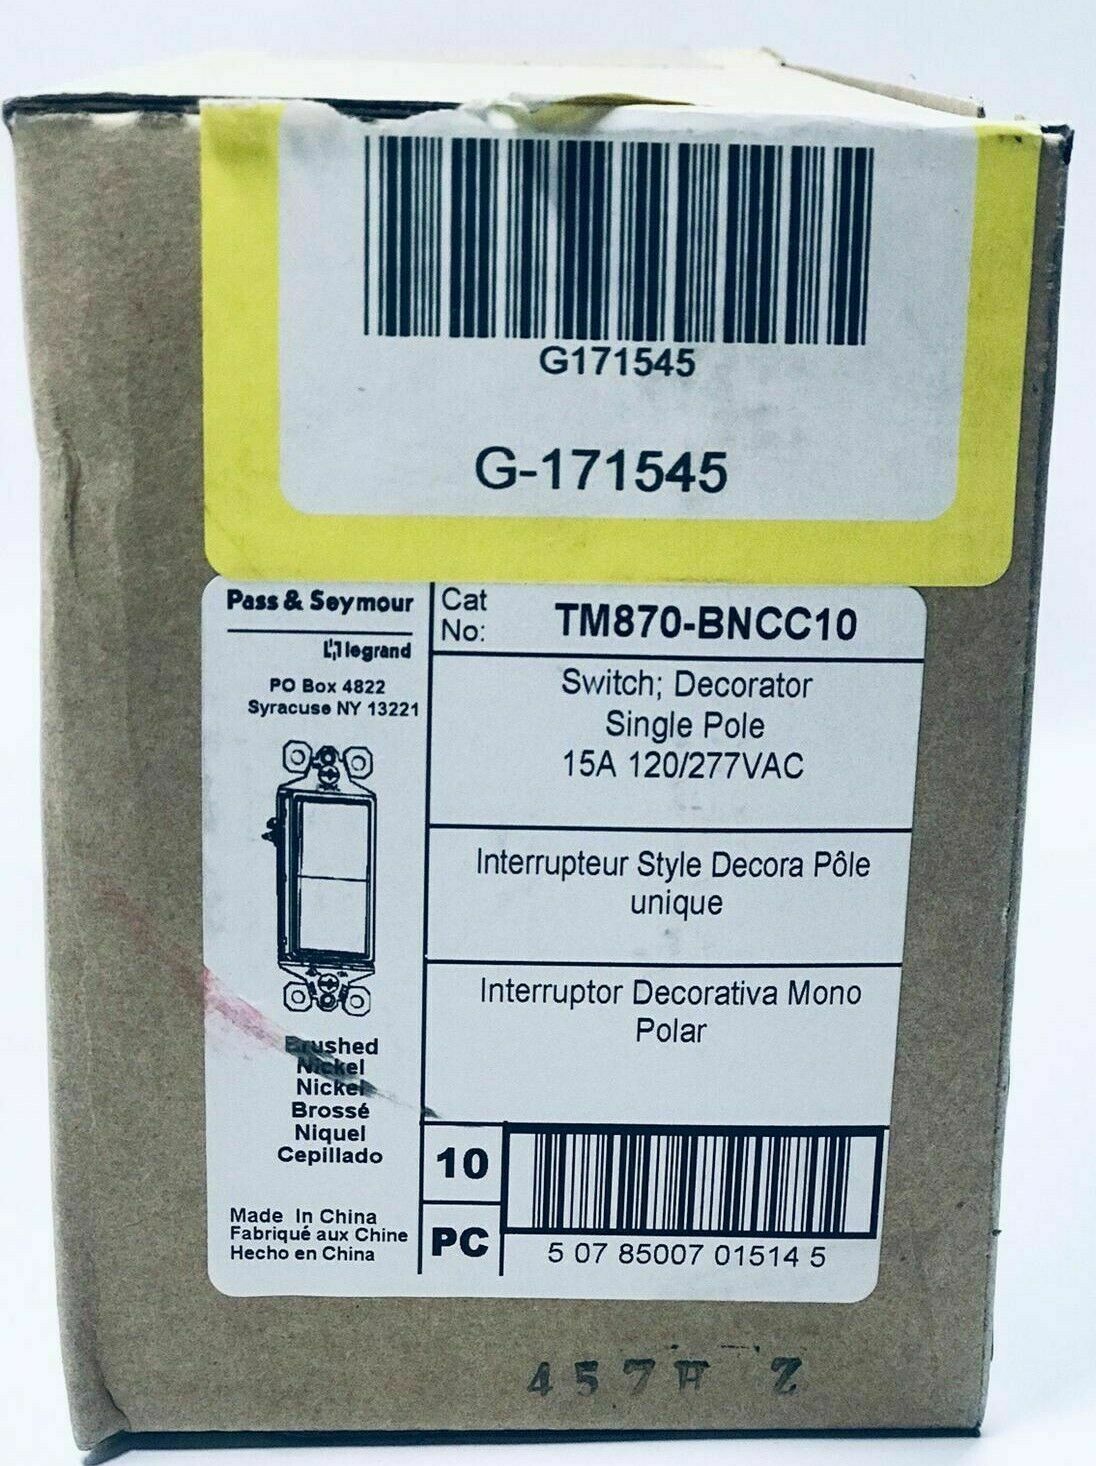 G171545
G-171545
Pass & Seymour
legrand
PO Box 4822
Syracuse NY 13221
Cat
No:
TM870-BNCC10
Switch; Decorator
Single Pole
15A 120/277VAC
Interrupteur Style Decora Pôle
unique
Interruptor Decorativa Mono
Polar
Brushed
Nickel
Nickel
Brossé
Niquel
Cepillado
Made In China
Fabriqué aux Chine
Hecho en China
10
PC
5 07 85007 01514 5
457H Z